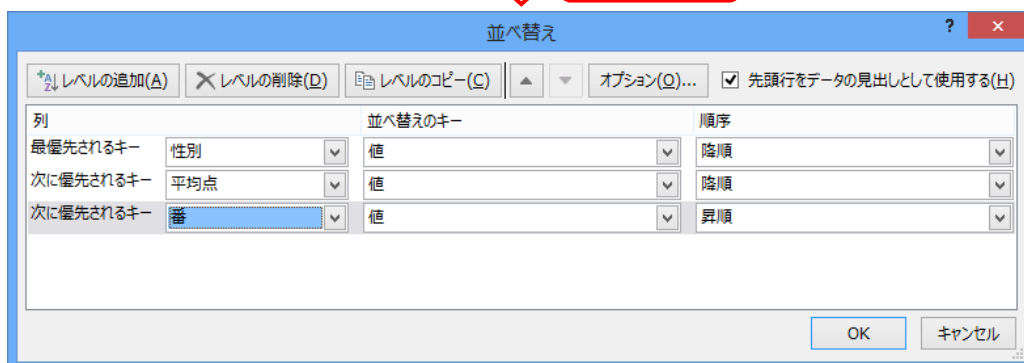 並べ替え ?
レベルの追加(A) レベルの削除(D) レベルのコピー(C) オプション(O)... 先頭行をデータの見出しとして使用する(H)
列 並べ替えのキー 順序
最優先されるキー 性別 値 降順
次に優先されるキー 平均点 値 降順
次に優先されるキー 番 値 昇順
OK キャンセル